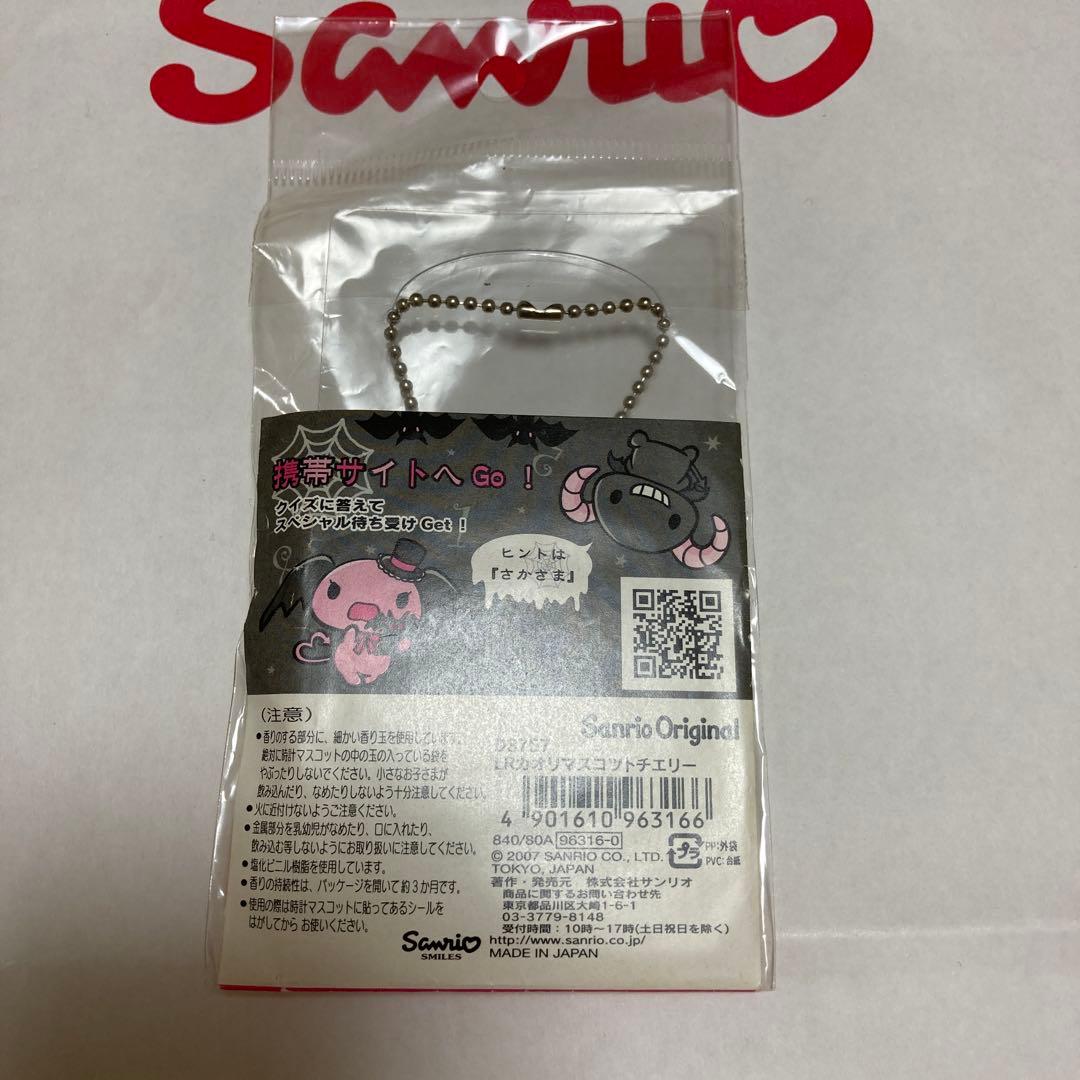 Sanrio
携帯サイトへ Go！
クイズに答えて
スペシャル待ち受け Get！
ヒントは
『さかさま』
（注意）
●香りのする部分に、細かい香り玉を使用しています。
絶対に時計マスコットの中の玉の入っている袋を
やぶったりしないでください。小さなお子さまが
飲み込んだり、なめたりしないよう十分注意してください。
●火に近付けないようご注意ください。
●金属部分を乳幼児がなめたり、口に入れたり、
飲み込む等しないようにお取り扱いに注意してください。
●塩化ビニル樹脂を使用しています。
●香りの持続性は、パッケージを開いて約3か月です。
●使用の際は時計マスコットに貼ってあるシールを
はがしてから お使いください。
Sanrio
SMILES
Sanrio Original
LRカオリマスコットチエリー
4 901610 963166
840/80A 96316-0
© 2007 SANRIO CO., LTD.
TOKYO, JAPAN
プラ
PP:外袋
PVC:台紙
著作・発売元 株式会社サンリオ
商品に関するお問い合わせ先
東京都品川区大崎1-6-1
03-3779-8148
受付時間：10時〜17時(土日祝日を除く)
http://www.sanrio.co.jp/
MADE IN JAPAN